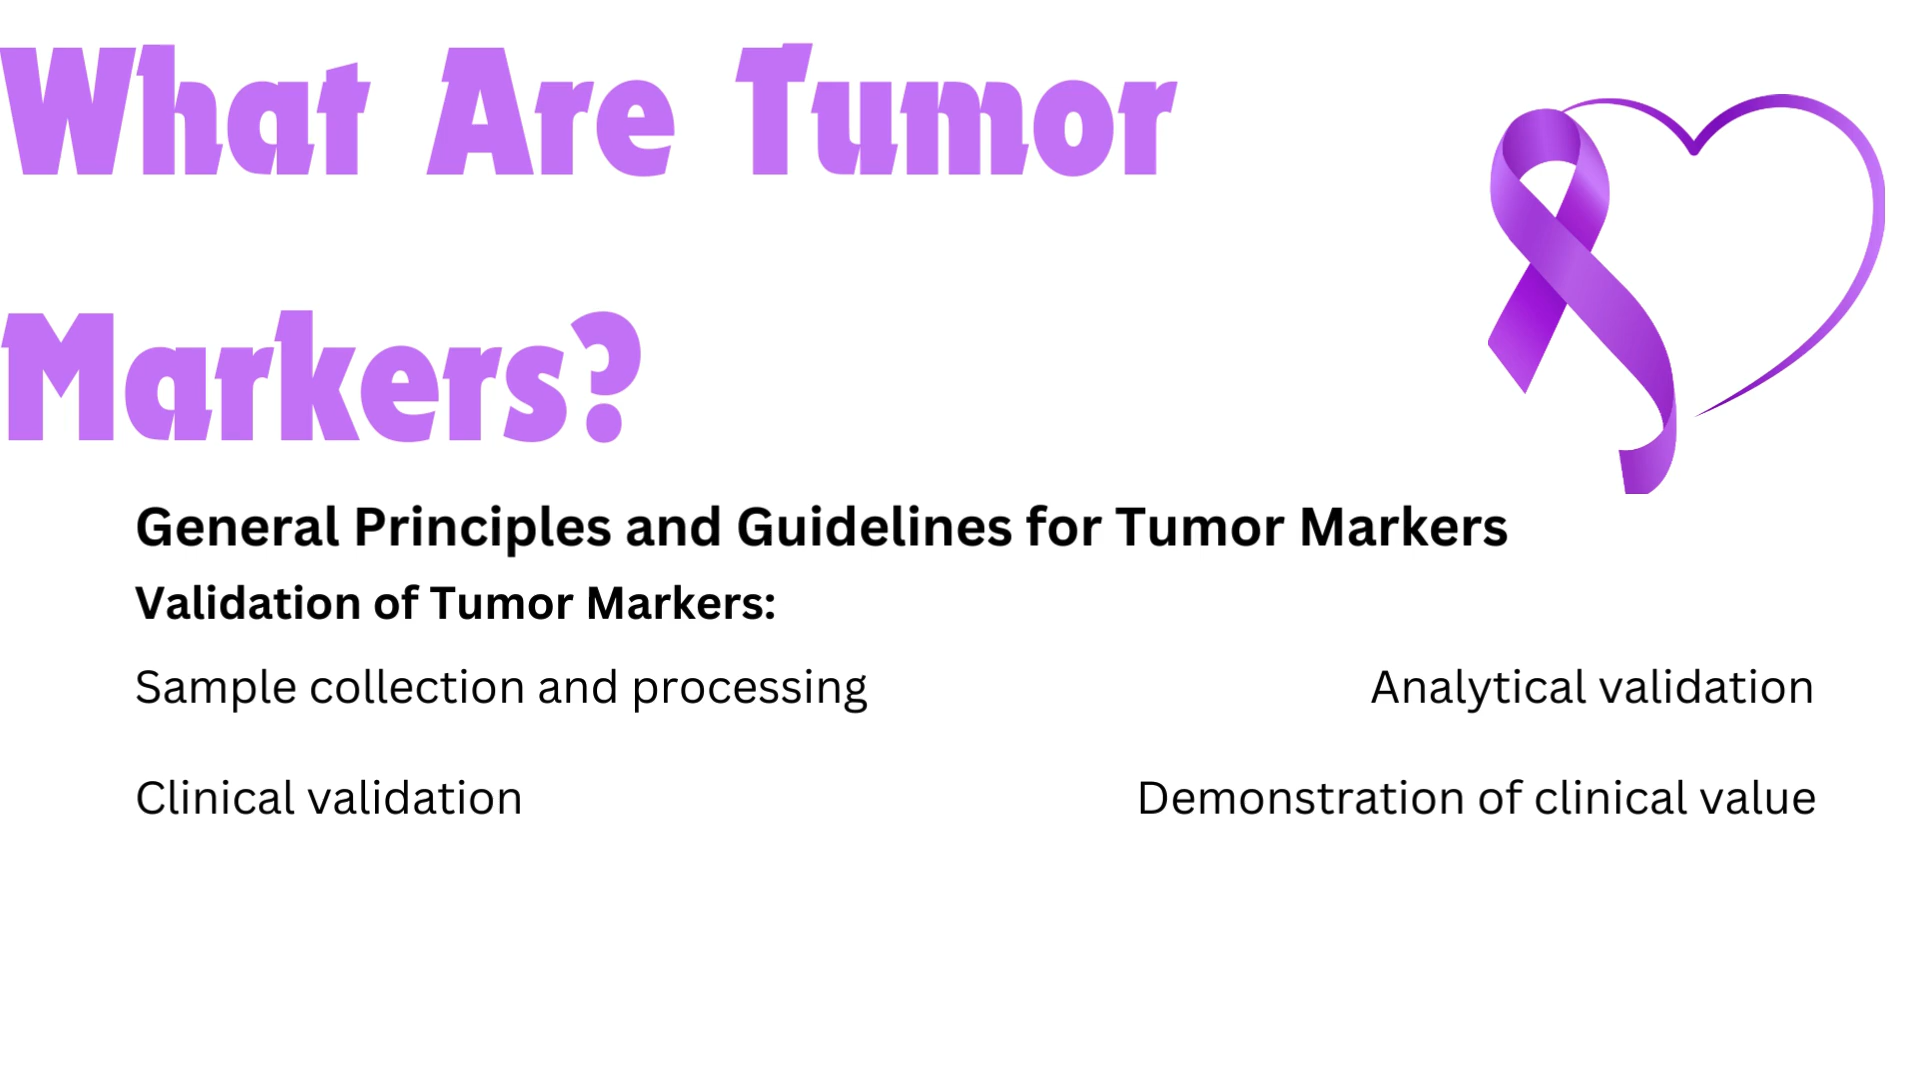 What Are Tumor
Markers?
General Principles and Guidelines for Tumor Markers
Validation of Tumor Markers:
Sample collection and processing
Analytical validation
Clinical validation
Demonstration of clinical value